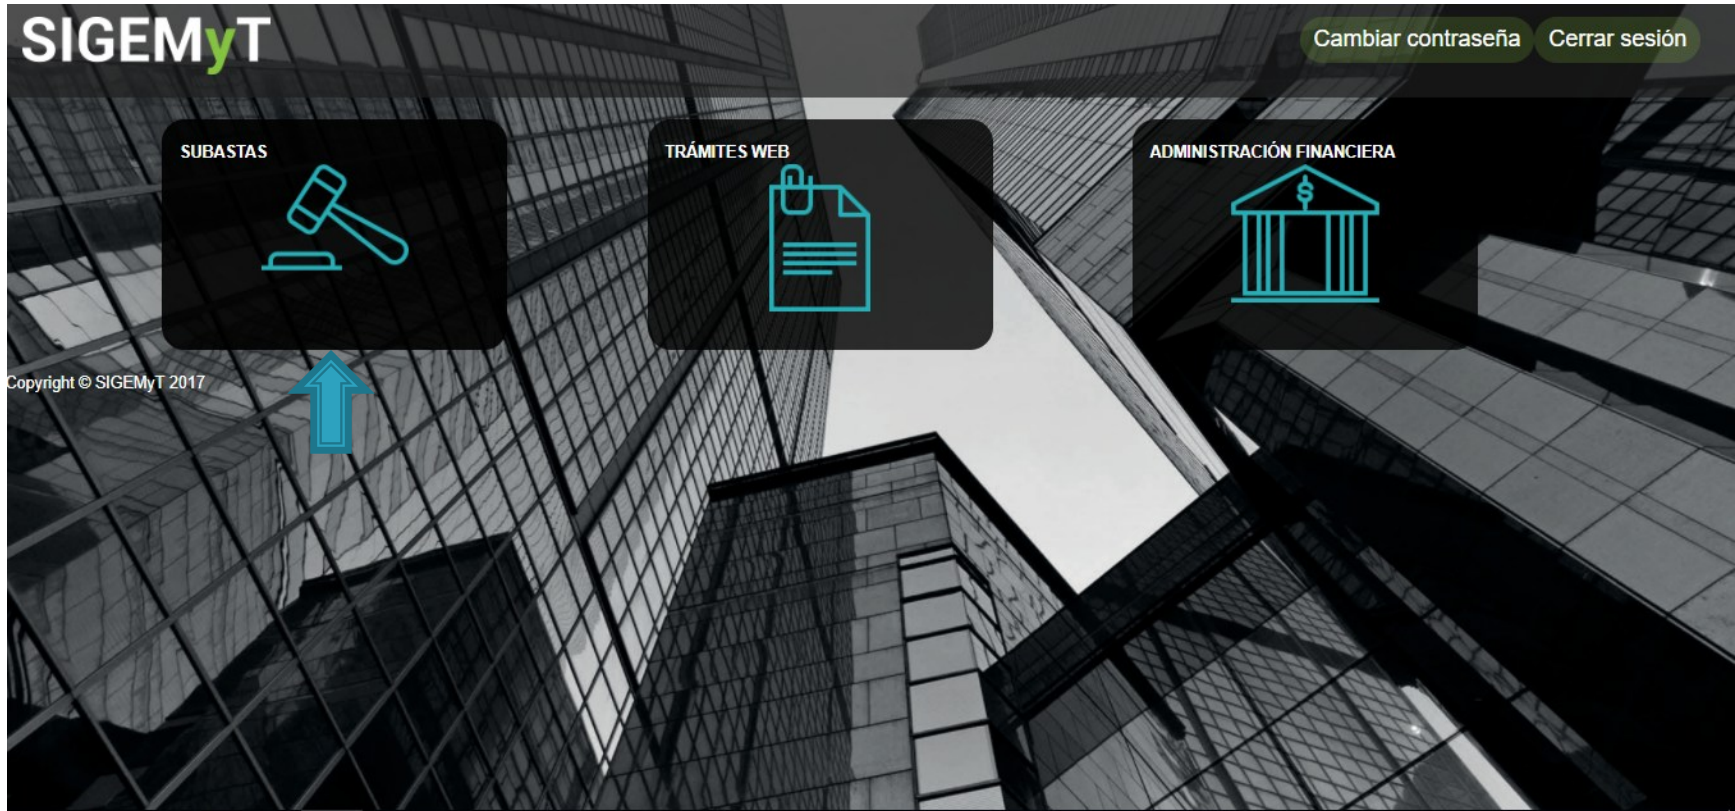 SIGEMyT
Cambiar contraseña
Cerrar sesión
SUBASTAS
TRÁMITES WEB
ADMINISTRACIÓN FINANCIERA
$
Copyright © SIGEMyT 2017